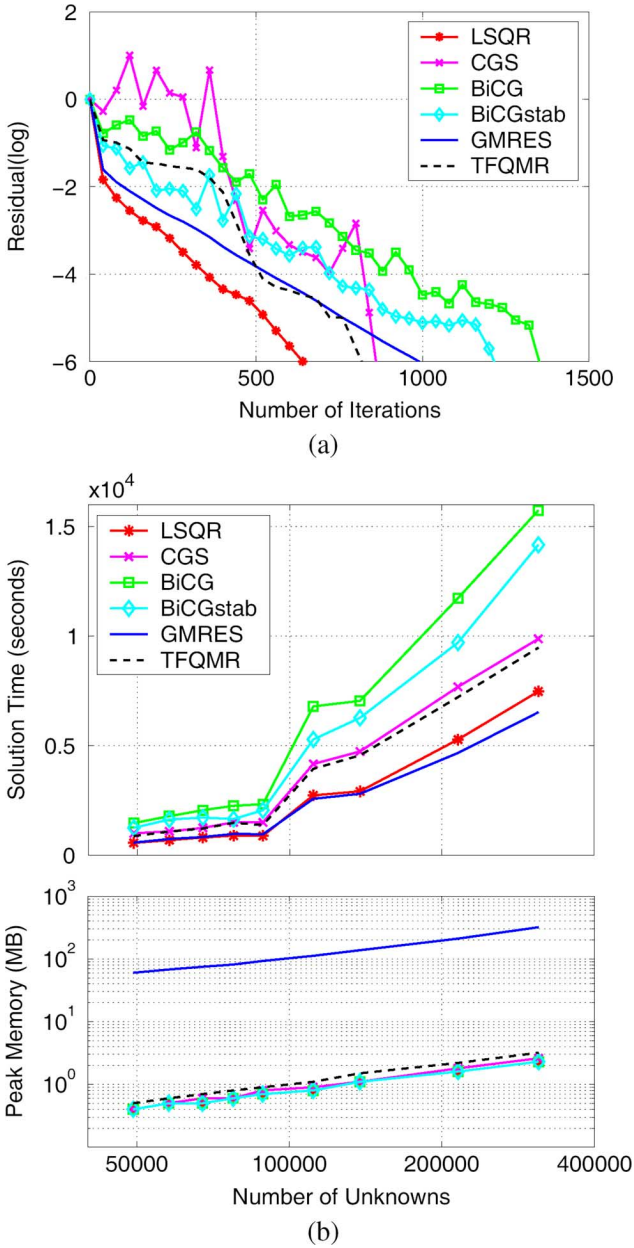 2
0
−2
−4
−6
0
500
1000
1500
Residual(log)
Number of Iterations
LSQR
CGS
BiCG
BiCGstab
GMRES
TFQMR
(a)
x10^4
1.5
1
0.5
0
Solution Time (seconds)
LSQR
CGS
BiCG
BiCGstab
GMRES
TFQMR
10^3
10^2
10^1
10^0
Peak Memory (MB)
50000
100000
200000
400000
Number of Unknowns
(b)